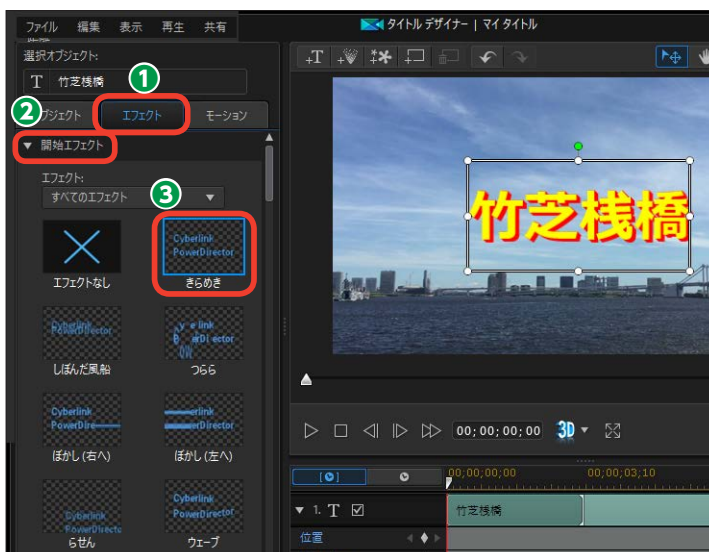 ファイル 編集 表示 再生 共有
タイトル デザイナー | マイ タイトル
選択オブジェクト:
T 竹芝桟橋
1
2
ブジェクト エフェクト モーション
開始エフェクト
エフェクト:
すべてのエフェクト
3
Cyberlink
PowerDirector
エフェクトなし きらめき
しぼんだ風船 つらら
Cyberlink
ぼかし (右へ) ぼかし (左へ)
Cyberlink
PowerDirector
らせん ウェーブ
+T
竹芝桟橋
00;00;00;00 3D
00;00;00;00 00;00;03;10
1. T 竹芝桟橋
位置